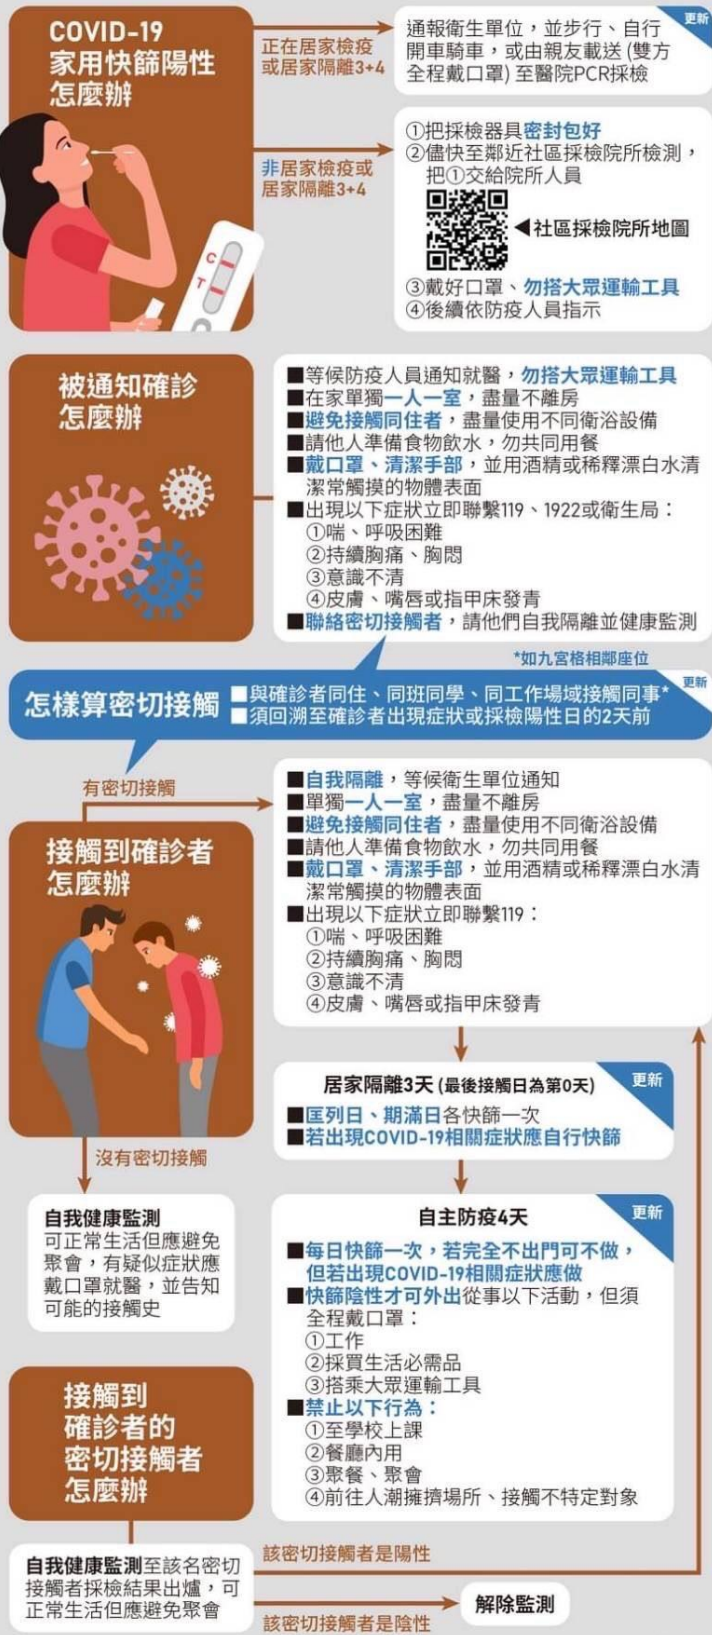 COVID-19
家用快篩陽性
怎麼辦
正在居家檢疫
或居家隔離3+4
更新
通報衛生單位，並步行、自行
開車騎車，或由親友載送 (雙方
全程戴口罩) 至醫院PCR採檢
非居家檢疫或
居家隔離3+4
①把採檢器具密封包好
②儘快至鄰近社區採檢院所檢測，
把①交給院所人員
◀社區採檢院所地圖
③戴好口罩、勿搭大眾運輸工具
④後續依防疫人員指示
C
T
被通知確診
怎麼辦
■等候防疫人員通知就醫，勿搭大眾運輸工具
■在家單獨一人一室，盡量不離房
■避免接觸同住者，盡量使用不同衛浴設備
■請他人準備食物飲水，勿共同用餐
■戴口罩、清潔手部，並用酒精或稀釋漂白水清
潔常觸摸的物體表面
■出現以下症狀立即聯繫119、1922或衛生局：
①喘、呼吸困難
②持續胸痛、胸悶
③意識不清
④皮膚、嘴唇或指甲床發青
■聯絡密切接觸者，請他們自我隔離並健康監測
*如九宮格相鄰座位
更新
怎樣算密切接觸
■與確診者同住、同班同學、同工作場域接觸同事*
■須回溯至確診者出現症狀或採檢陽性日的2天前
有密切接觸
接觸到確診者
怎麼辦
■自我隔離，等候衛生單位通知
■單獨一人一室，盡量不離房
■避免接觸同住者，盡量使用不同衛浴設備
■請他人準備食物飲水，勿共同用餐
■戴口罩、清潔手部，並用酒精或稀釋漂白水清
潔常觸摸的物體表面
■出現以下症狀立即聯繫119：
①喘、呼吸困難
②持續胸痛、胸悶
③意識不清
④皮膚、嘴唇或指甲床發青
居家隔離3天 (最後接觸日為第0天)
更新
■匡列日、期滿日各快篩一次
■若出現COVID-19相關症狀應自行快篩
沒有密切接觸
自我健康監測
可正常生活但應避免
聚會，有疑似症狀應
戴口罩就醫，並告知
可能的接觸史
自主防疫4天
更新
■每日快篩一次，若完全不出門可不做，
但若出現COVID-19相關症狀應做
■快篩陰性才可外出從事以下活動，但須
全程戴口罩：
①工作
②採買生活必需品
③搭乘大眾運輸工具
■禁止以下行為：
①至學校上課
②餐廳內用
③聚餐、聚會
④前往人潮擁擠場所、接觸不特定對象
接觸到
確診者的
密切接觸者
怎麼辦
自我健康監測至該名密切
接觸者採檢結果出爐，可
正常生活但應避免聚會
該密切接觸者是陽性
該密切接觸者是陰性
解除監測